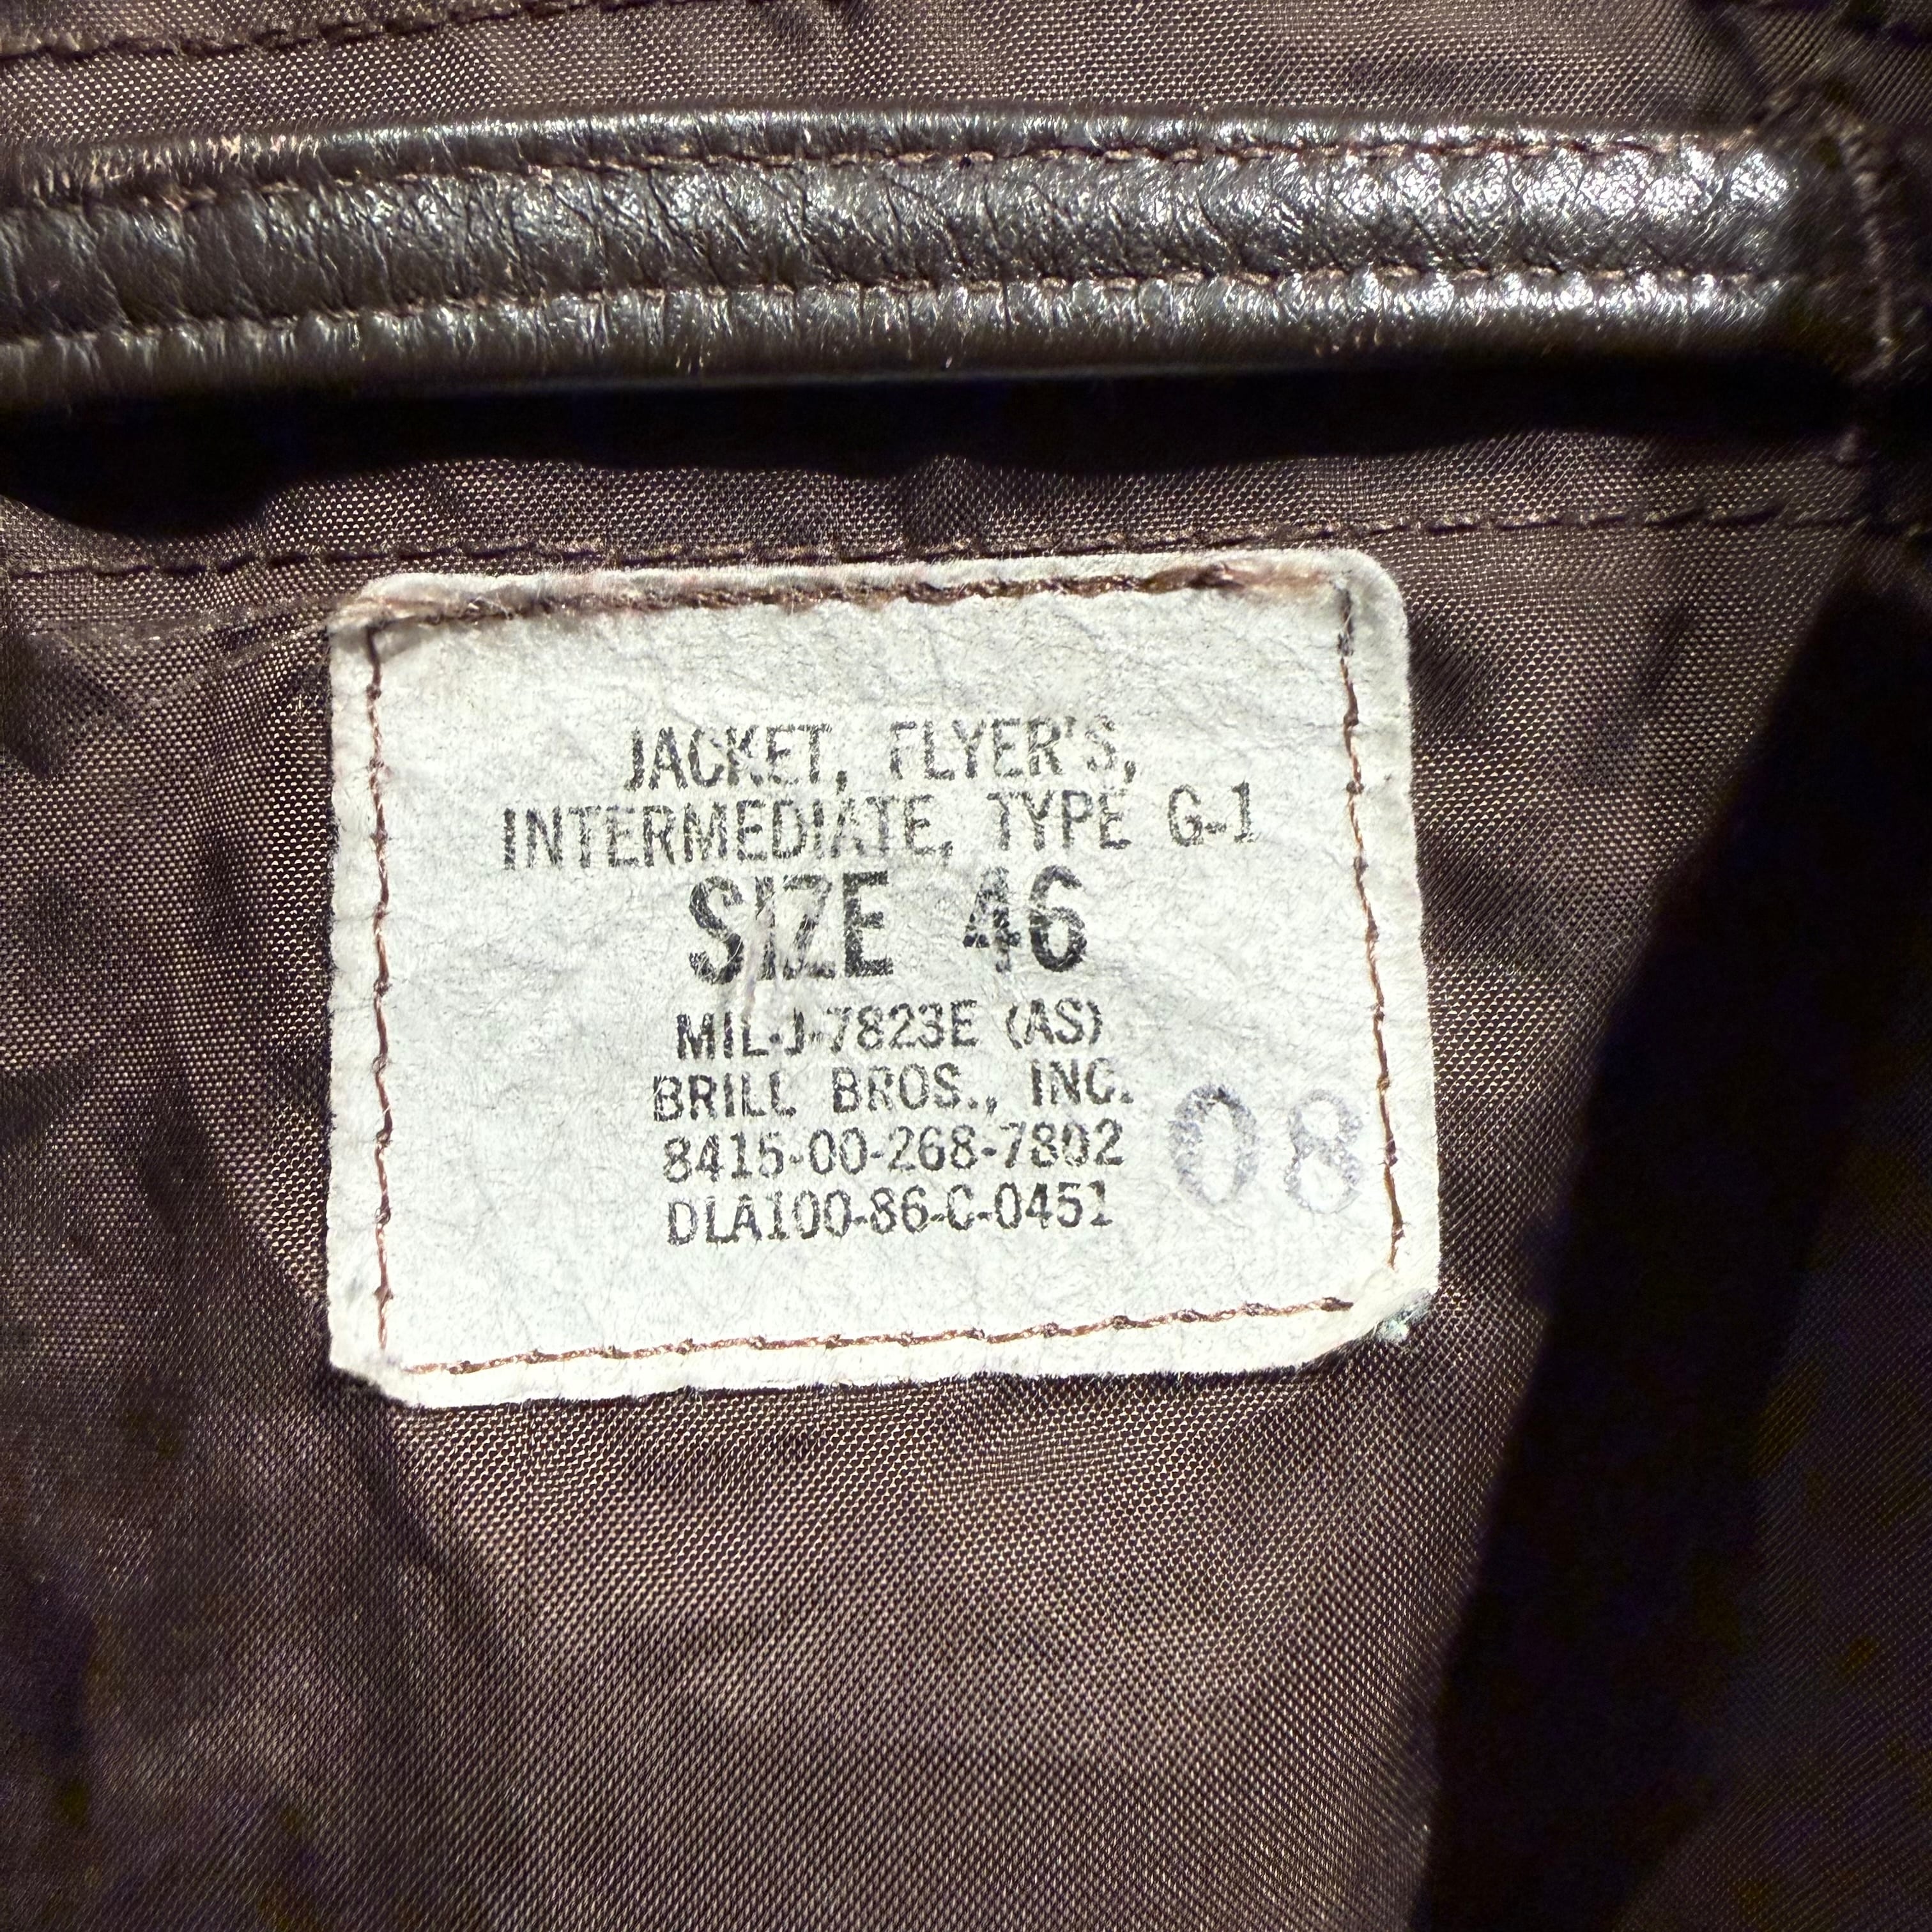 JACKET, FLYER'S,
INTERMEDIATE, TYPE G-1
SIZE 46
MIL-J-7823E (AS)
BRILL BROS., INC.
8415-00-268-7802
DLA100-86-C-0451
08